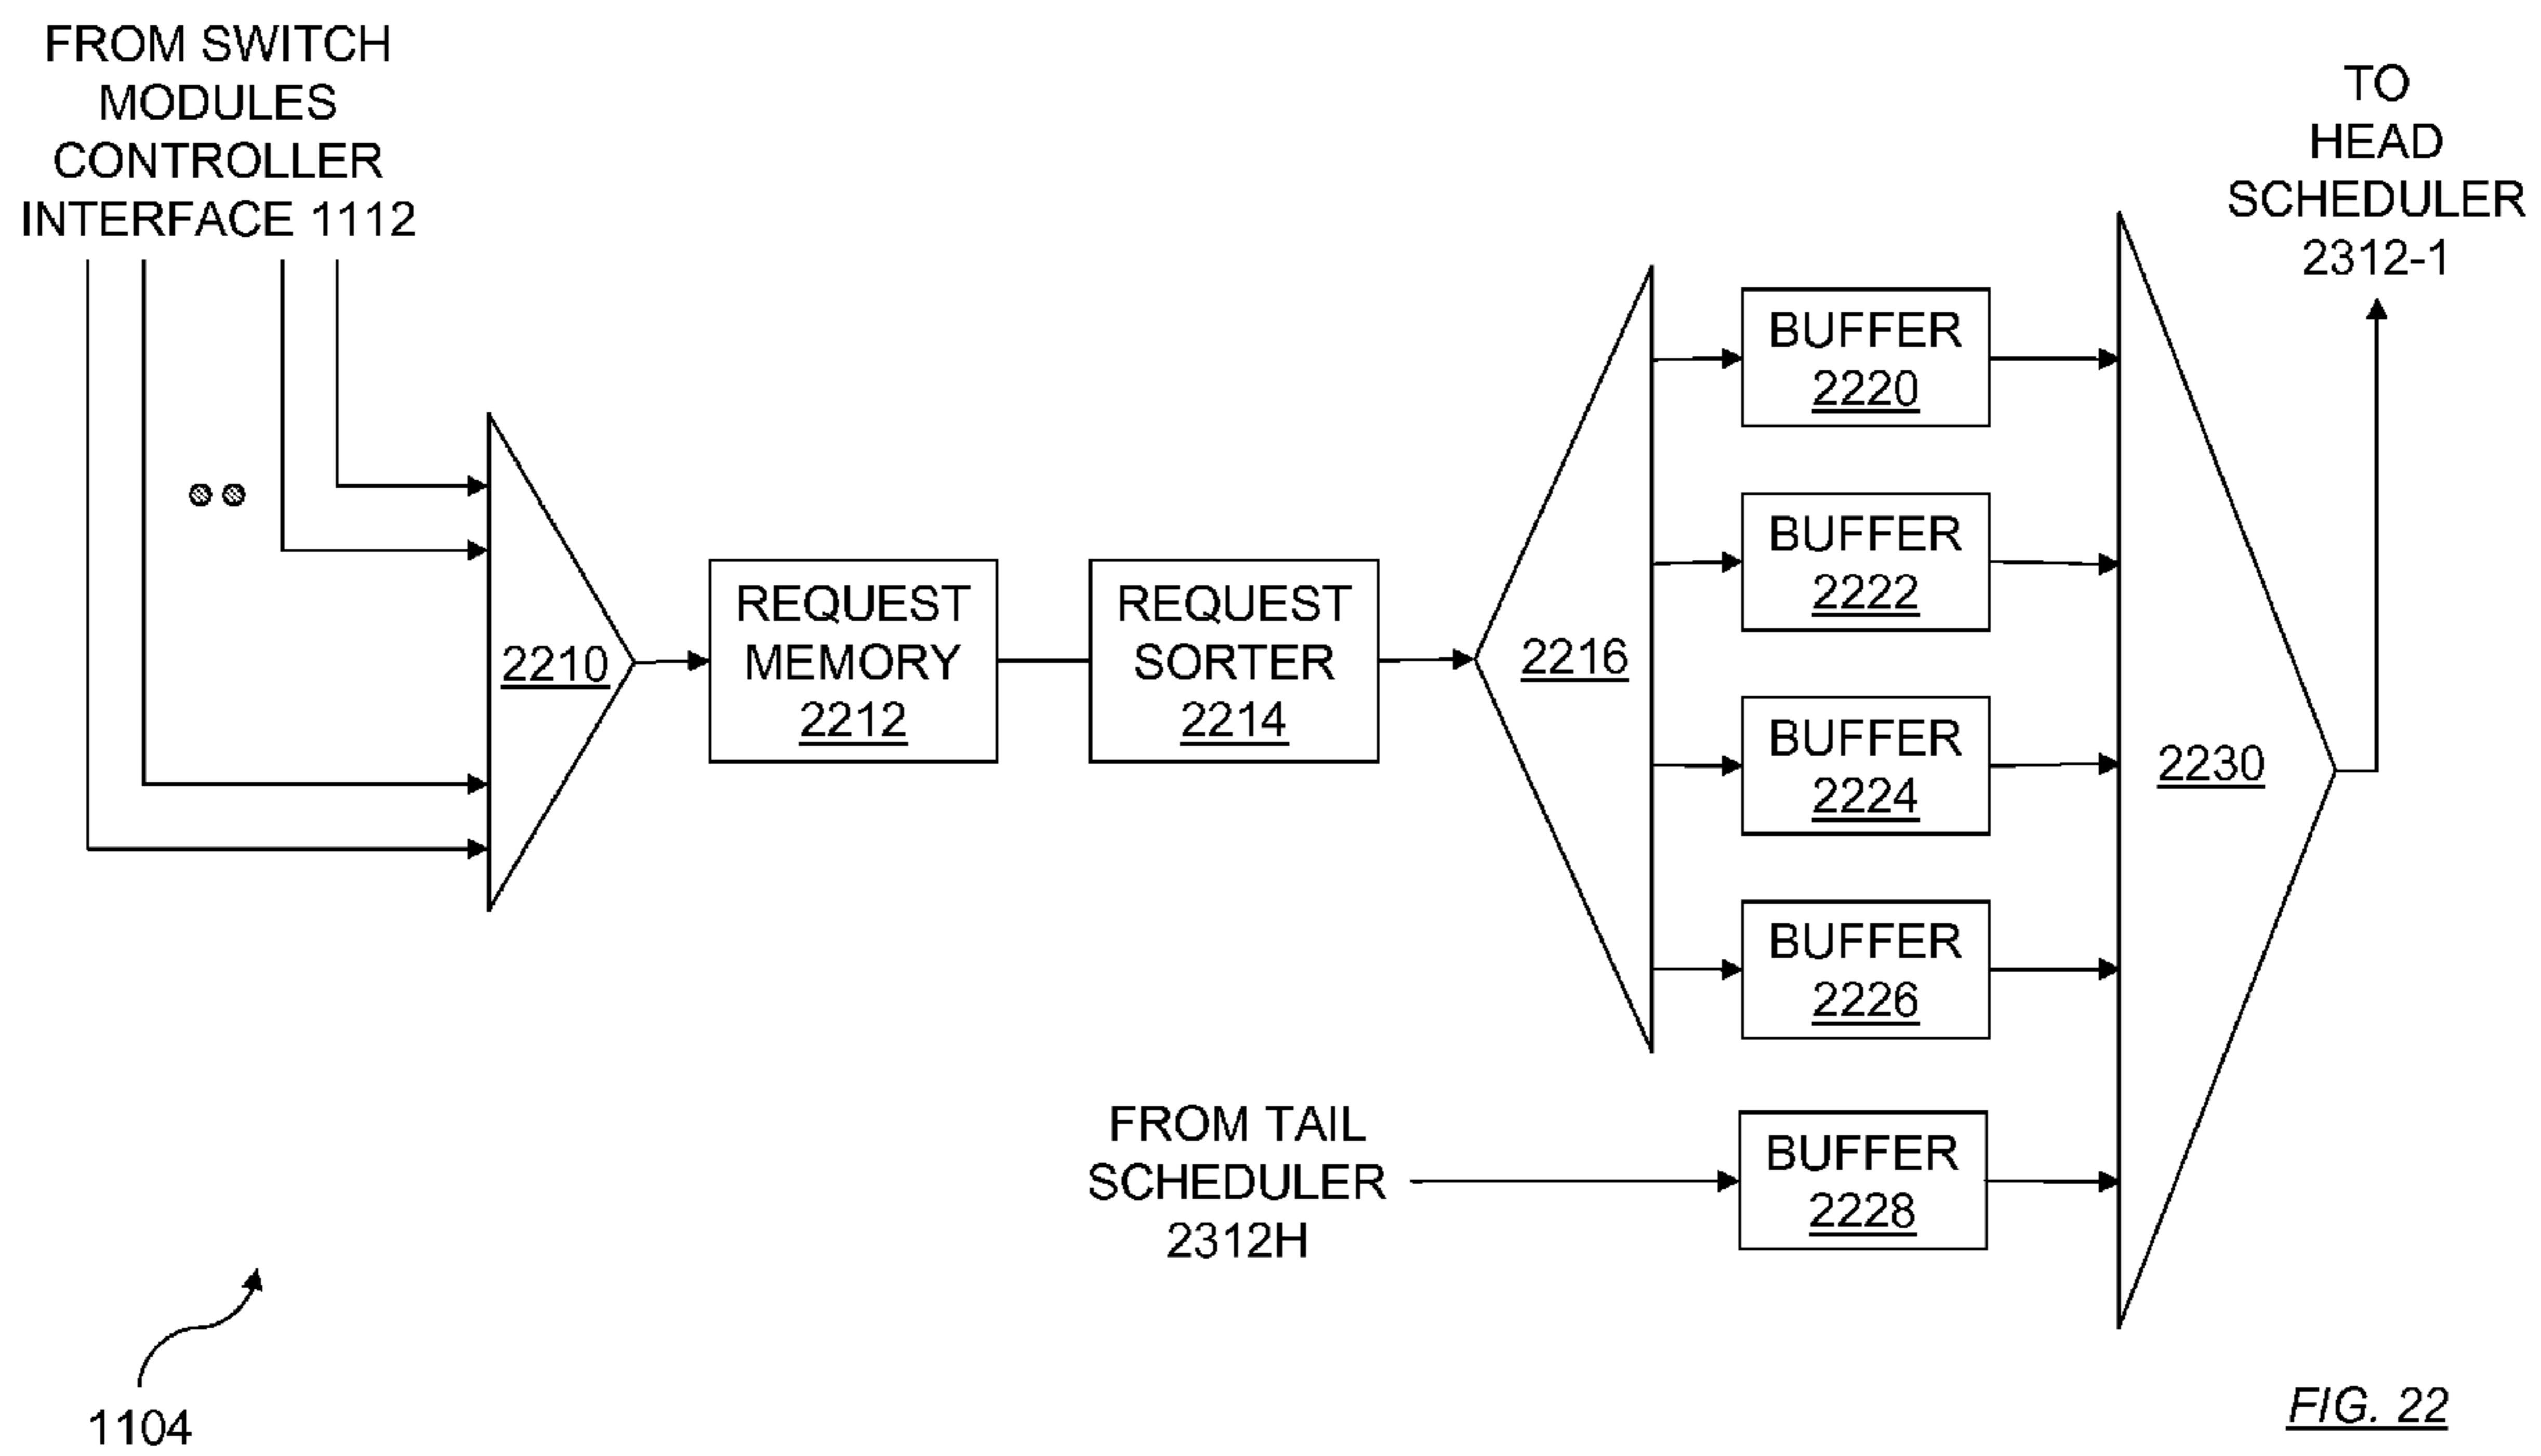 FROM SWITCH
MODULES
CONTROLLER
INTERFACE 1112
TO
HEAD
SCHEDULER
2312-1
2210
REQUEST
MEMORY
2212
REQUEST
SORTER
2214
2216
BUFFER
2220
BUFFER
2222
BUFFER
2224
BUFFER
2226
BUFFER
2228
2230
FROM TAIL
SCHEDULER
2312H
1104
FIG. 22